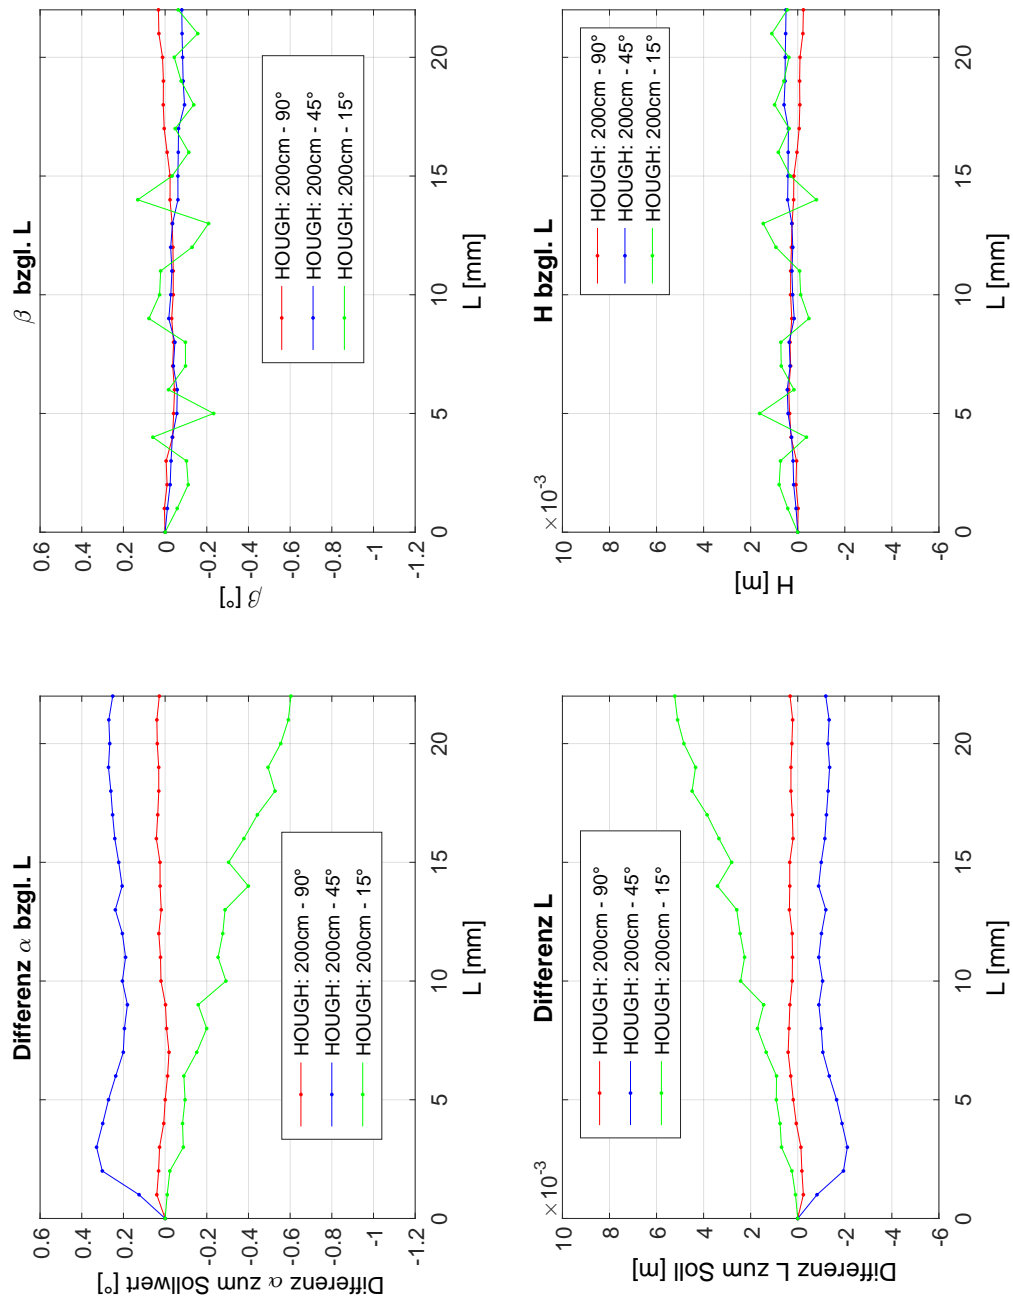 Differenz α bzgl. L
0.6
0.4
0.2
0
-0.2
-0.4
-0.6
-0.8
-1
-1.2
Differenz α zum Sollwert [°]
0 5 10 15 20
L [mm]
HOUGH: 200cm - 90°
HOUGH: 200cm - 45°
HOUGH: 200cm - 15°
β bzgl. L
0.6
0.4
0.2
0
-0.2
-0.4
-0.6
-0.8
-1
-1.2
β [°]
0 5 10 15 20
L [mm]
HOUGH: 200cm - 90°
HOUGH: 200cm - 45°
HOUGH: 200cm - 15°
Differenz L
×10⁻³
10
8
6
4
2
0
-2
-4
-6
Differenz L zum Soll [m]
0 5 10 15 20
L [mm]
HOUGH: 200cm - 90°
HOUGH: 200cm - 45°
HOUGH: 200cm - 15°
H bzgl. L
×10⁻³
10
8
6
4
2
0
-2
-4
-6
H [m]
0 5 10 15 20
L [mm]
HOUGH: 200cm - 90°
HOUGH: 200cm - 45°
HOUGH: 200cm - 15°